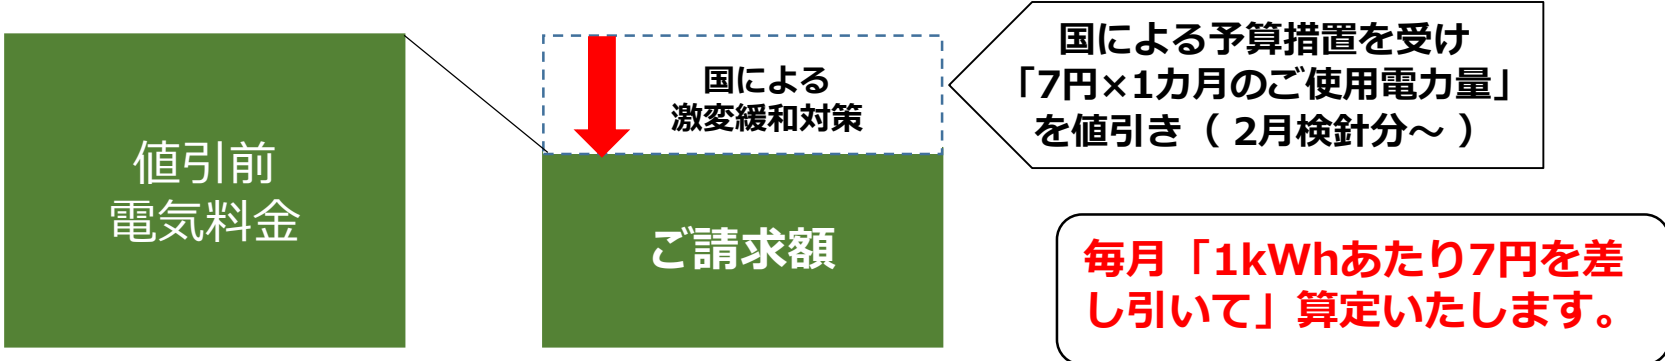 値引前
電気料金
国による
激変緩和対策
ご請求額
国による予算措置を受け
「7円×1カ月のご使用電力量」
を値引き（ 2月検針分～ ）
毎月「1kWhあたり7円を差
し引いて」算定いたします。